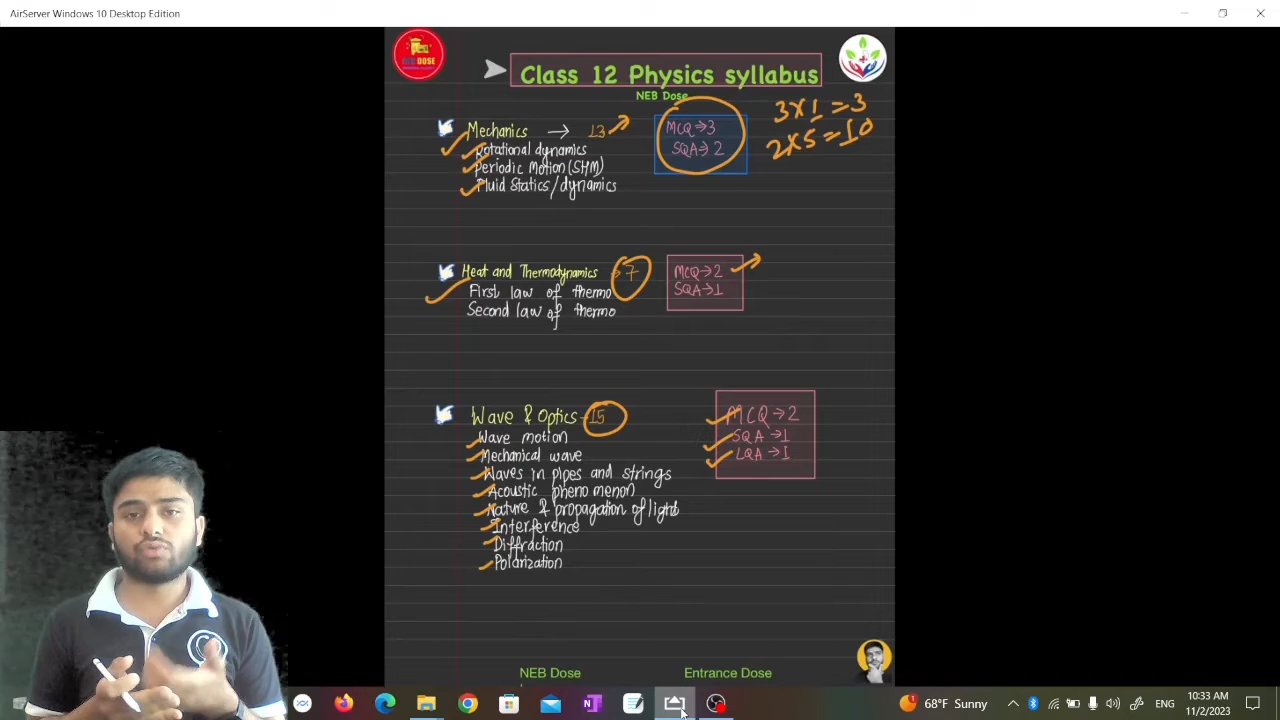 AirServer Windows 10 Desktop Edition
NEB DOSE
Class 12 Physics syllabus
NEB Dose
Mechanics → 13
Rotational dynamics
Periodic Motion (SHM)
Fluid Statics/dynamics
MCQ→3
SQA→2
3×1=3
2×5=10
Heat and Thermodynamics → 7
First law of thermo
Second law of thermo
MCQ→2
SQA→1
Wave & Optics - 15
Wave motion
Mechanical wave
Waves in pipes and strings
Acoustic pheno menon
Nature & propagation of light
Interference
Diffraction
Polarization
MCQ→2
SQA→1
LQA→1
NEB Dose
Entrance Dose
68°F Sunny
ENG
10:33 AM
11/2/2023